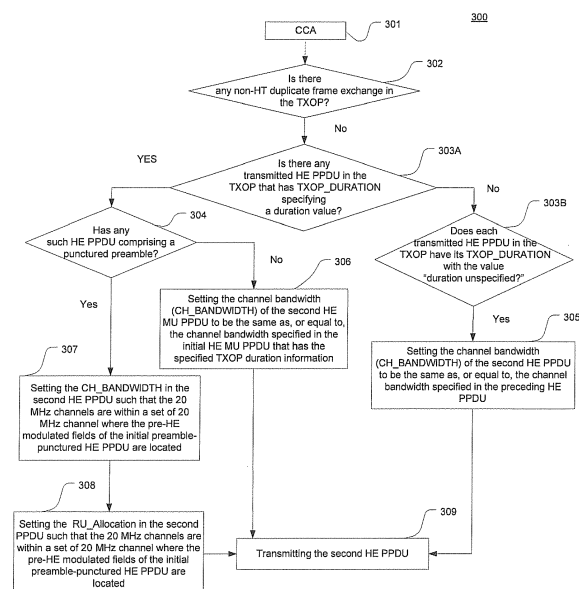 300
CCA
301
302
Is there
any non-HT duplicate frame exchange in
the TXOP?
No
303A
YES
Is there any
transmitted HE PPDU in the
TXOP that has TXOP_DURATION
specifying
a duration value?
No
303B
304
Has any
such HE PPDU comprising a
punctured preamble?
Does each
transmitted HE PPDU in the
TXOP have its TXOP_DURATION
with the value
“duration unspecified?”
No
306
Yes
Yes
305
Setting the channel bandwidth
(CH_BANDWIDTH) of the second HE
MU PPDU to be the same as, or equal to,
the channel bandwidth specified in the
initial HE MU PPDU that has the
specified TXOP duration information
Setting the channel bandwidth
(CH_BANDWIDTH) of the second HE PPDU
to be the same as, or equal to, the channel
bandwidth specified in the preceding HE
PPDU
307
Setting the CH_BANDWIDTH in the
second HE PPDU such that the 20
MHz channels are within a set of 20
MHz channel where the pre-HE
modulated fields of the initial preamble-
punctured HE PPDU are located
308
Setting the RU_Allocation in the second
PPDU such that the 20 MHz channels are
within a set of 20 MHz channel where the
pre-HE modulated fields of the initial
preamble-punctured HE PPDU are
located
309
Transmitting the second HE PPDU